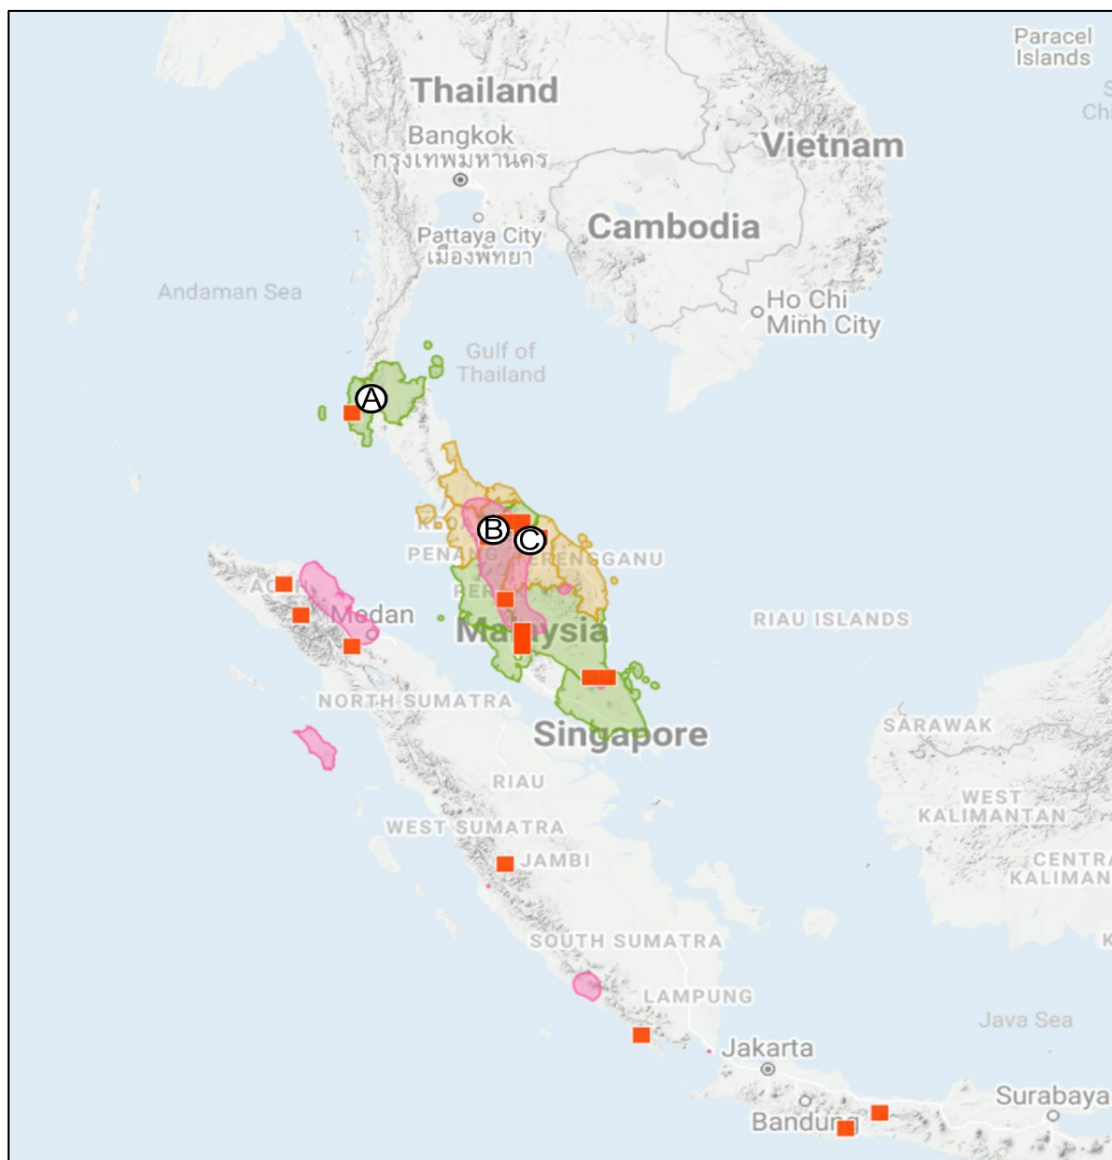 Paracel
Islands
Thailand
Bangkok
กรุงเทพมหานคร
Vietnam
Cambodia
Pattaya City
เมืองพัทยา
Andaman Sea
Ho Chi
Minh City
Gulf of
Thailand
A
B
C
PENANG
ERENGGANU
Medan
Malaysia
RIAU ISLANDS
NORTH SUMATRA
Singapore
SARAWAK
RIAU
WEST
KALIMANTAN
WEST SUMATRA
JAMBI
CENTRA
KALIMAN
SOUTH SUMATRA
LAMPUNG
Java Sea
Jakarta
Surabaya
Bandung